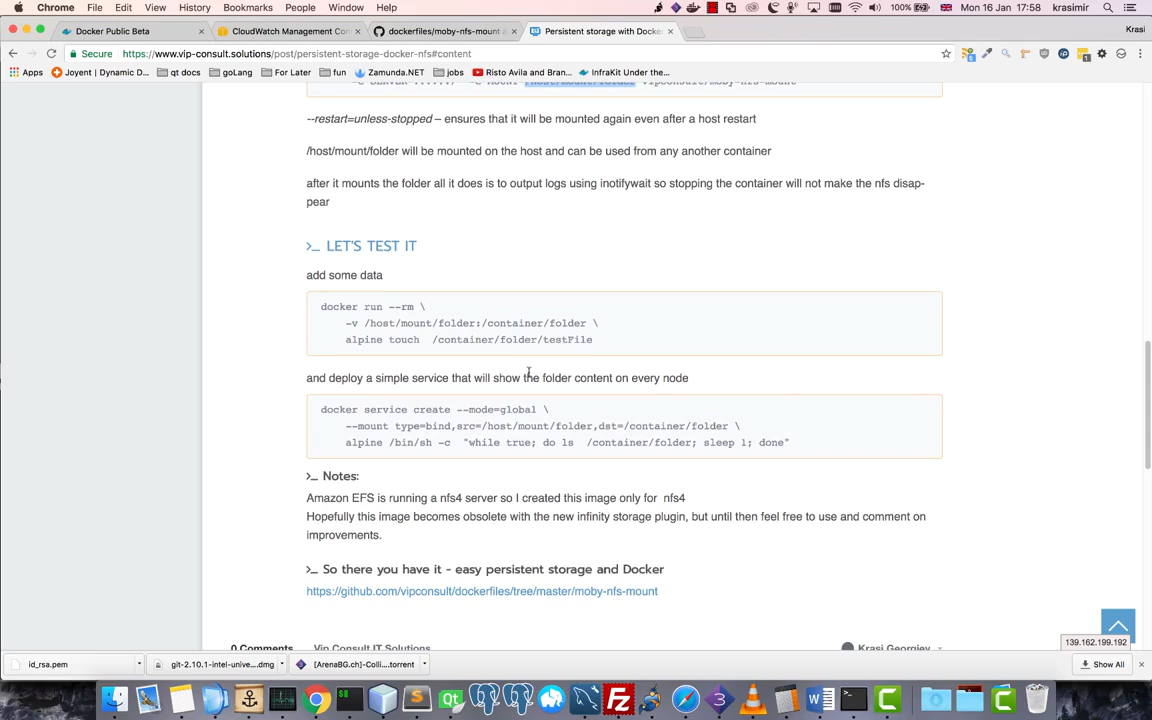 Chrome File Edit View History Bookmarks People Window Help
100% Mon 16 Jan 17:58 krasimir
Docker Public Beta
CloudWatch Management Con
dockerfiles/moby-nfs-mount a
Persistent storage with Docke
Krasi
Secure https://www.vip-consult.solutions/post/persistent-storage-docker-nfs#content
Apps Joyent | Dynamic D... qt docs goLang For Later fun Zamunda.NET jobs Risto Avila and Bran... InfraKit Under the...
--restart=unless-stopped – ensures that it will be mounted again even after a host restart
/host/mount/folder will be mounted on the host and can be used from any another container
after it mounts the folder all it does is to output logs using inotifywait so stopping the container will not make the nfs disap-
pear
>_ LET'S TEST IT
add some data
docker run --rm \
-v /host/mount/folder:/container/folder \
alpine touch /container/folder/testFile
and deploy a simple service that will show the folder content on every node
docker service create --mode=global \
--mount type=bind,src=/host/mount/folder,dst=/container/folder \
alpine /bin/sh -c "while true; do ls /container/folder; sleep 1; done"
>_ Notes:
Amazon EFS is running a nfs4 server so I created this image only for nfs4
Hopefully this image becomes obsolete with the new infinity storage plugin, but until then feel free to use and comment on
improvements.
>_ So there you have it - easy persistent storage and Docker
https://github.com/vipconsult/dockerfiles/tree/master/moby-nfs-mount
139.162.199.192
0 Comments Vip Consult IT Solutions Krasi Georgiev
id_rsa.pem git-2.10.1-intel-unive....dmg [ArenaBG.ch]-Colli....torrent Show All